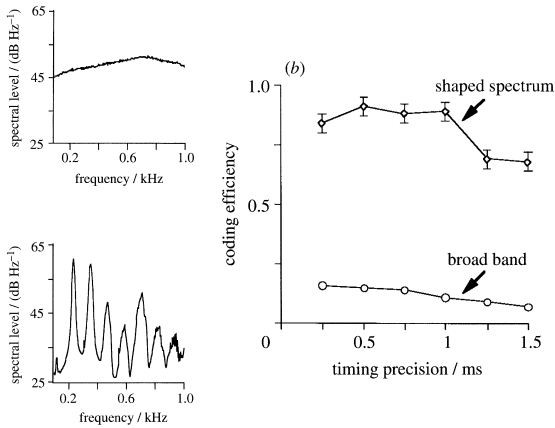 65
45
25
spectral level / (dB Hz⁻¹)
0.2
0.6
1.0
frequency / kHz
65
45
25
spectral level / (dB Hz⁻¹)
0.2
0.6
1.0
frequency / kHz
(b)
1.0
0.5
0
coding efficiency
shaped spectrum
broad band
0.5
1.0
1.5
timing precision / ms